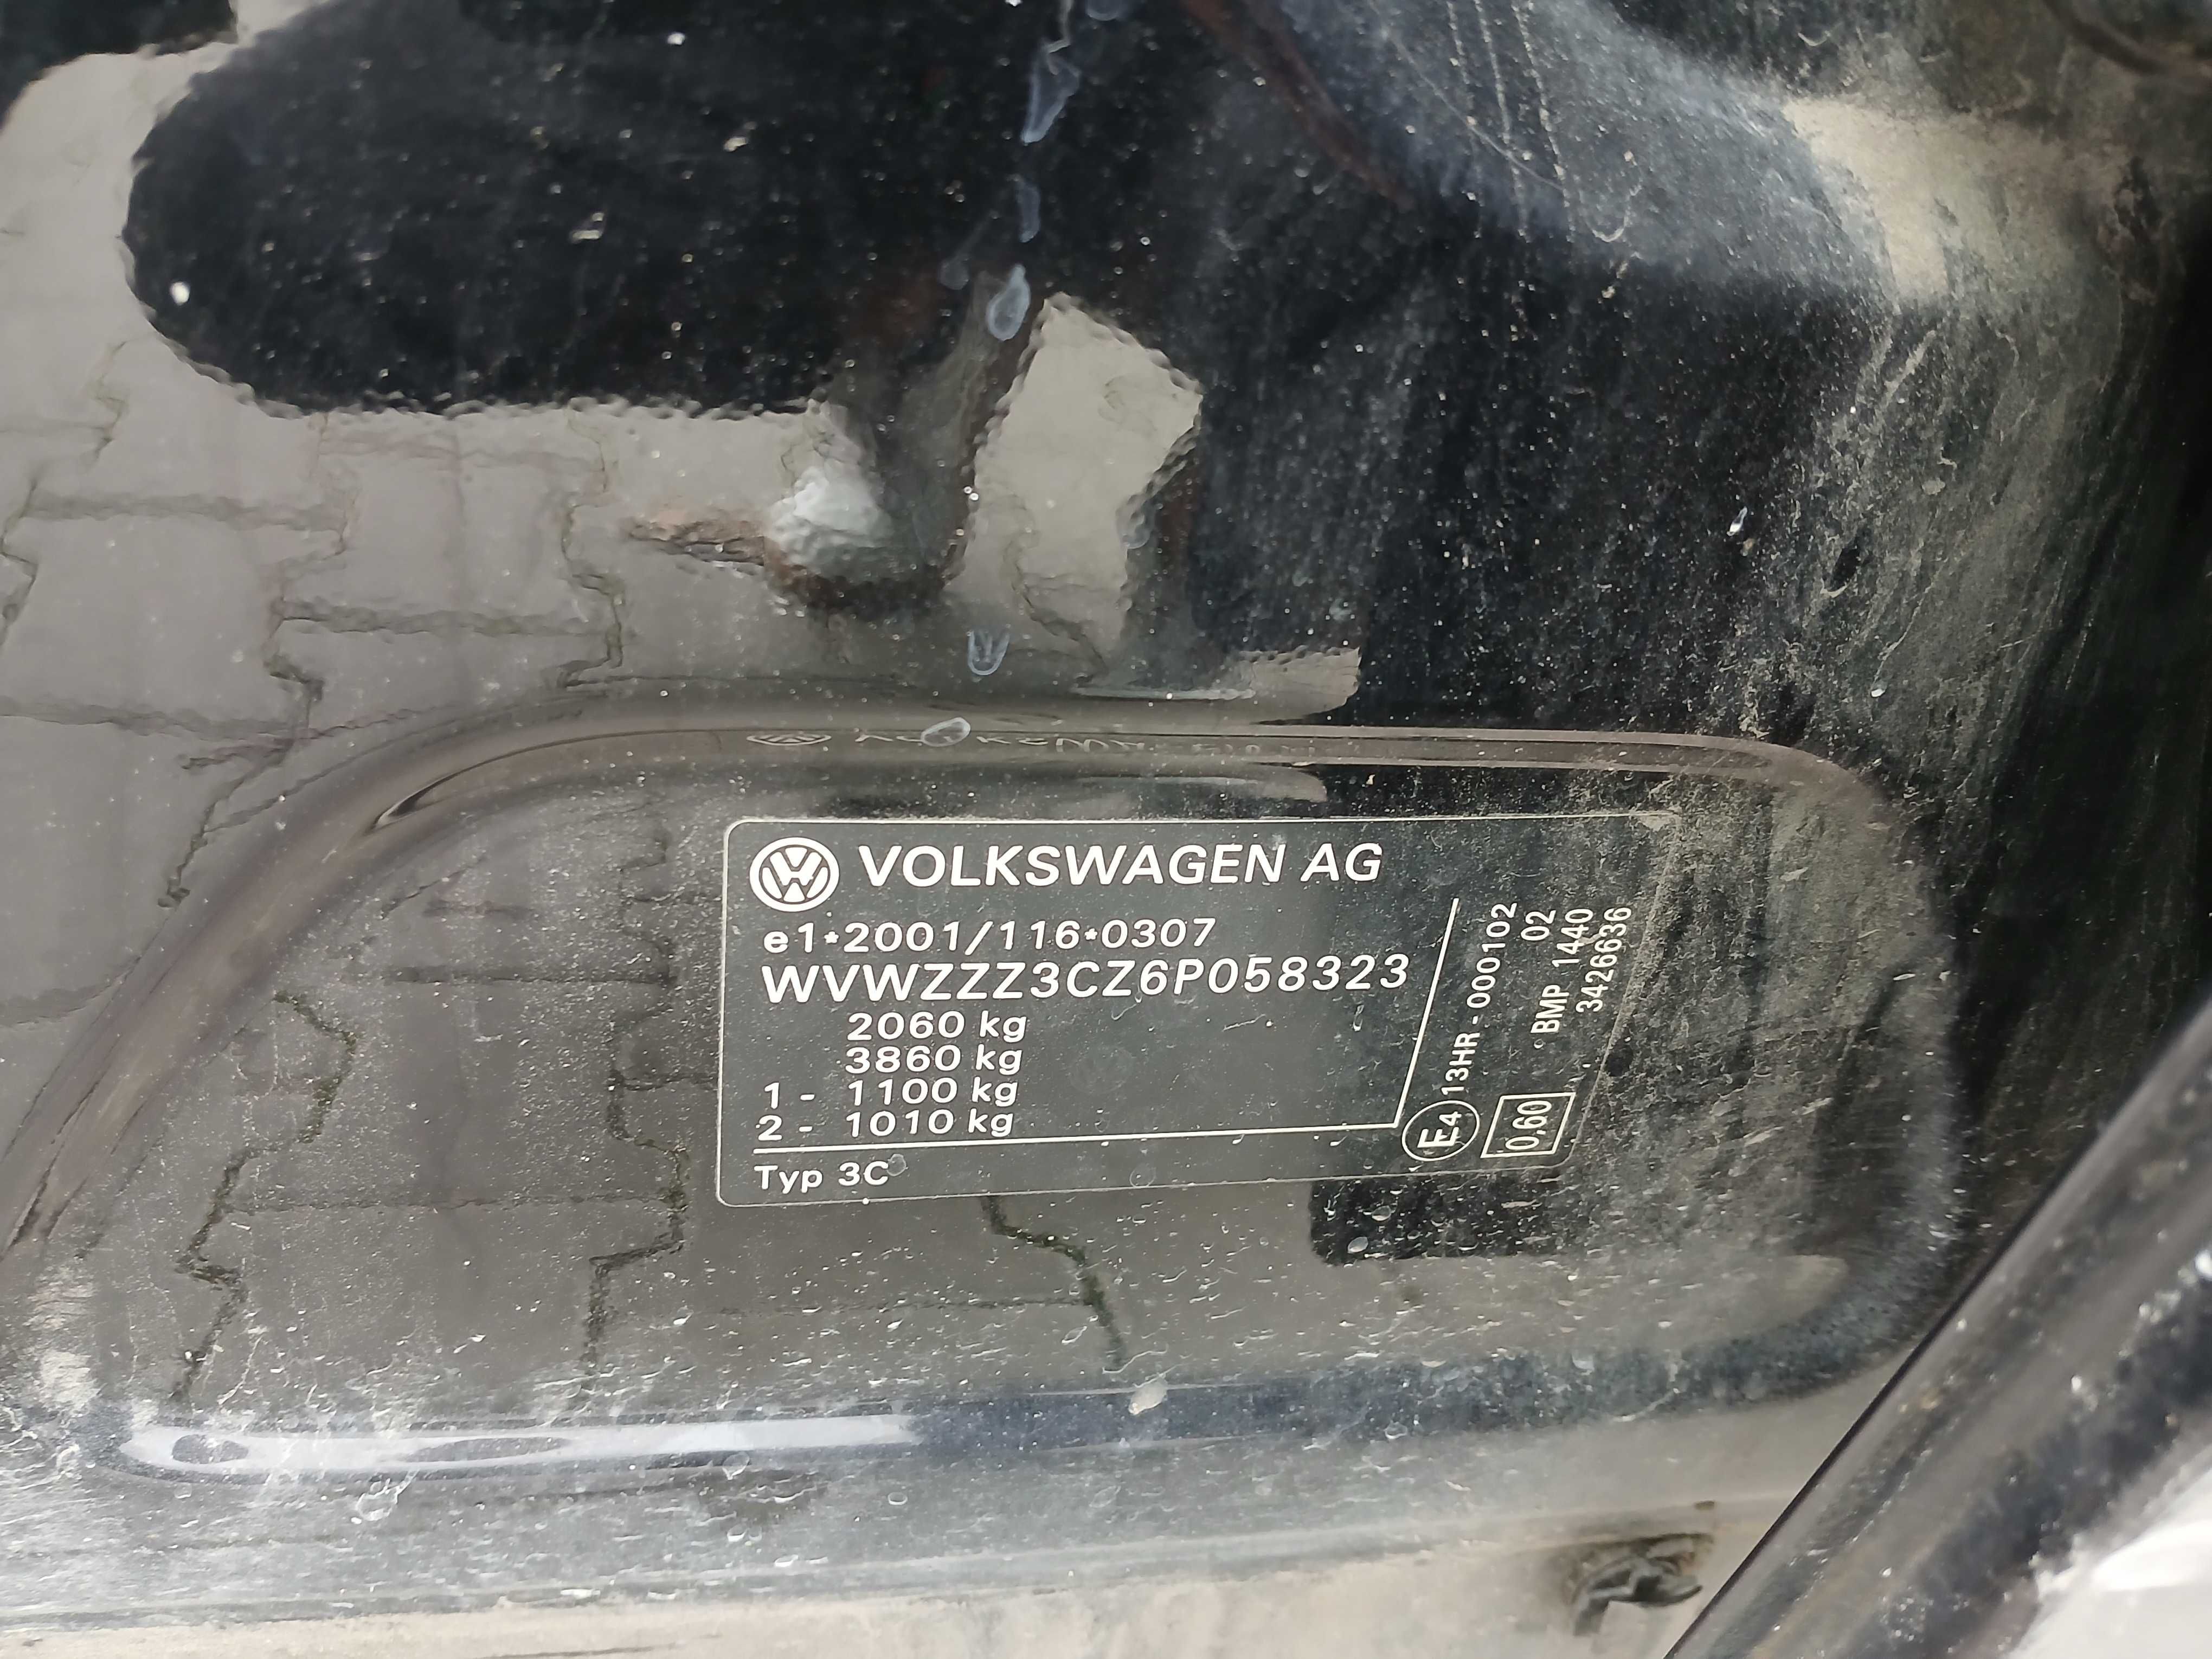 VOLKSWAGEN AG
e1*2001/116*0307
WVWZZZ3CZ6P058323
2060 kg
3860 kg
1 - 1100 kg
2 - 1010 kg
Typ 3C
E4 13HR - 000102
02
0,60 BMP 1440
3426636